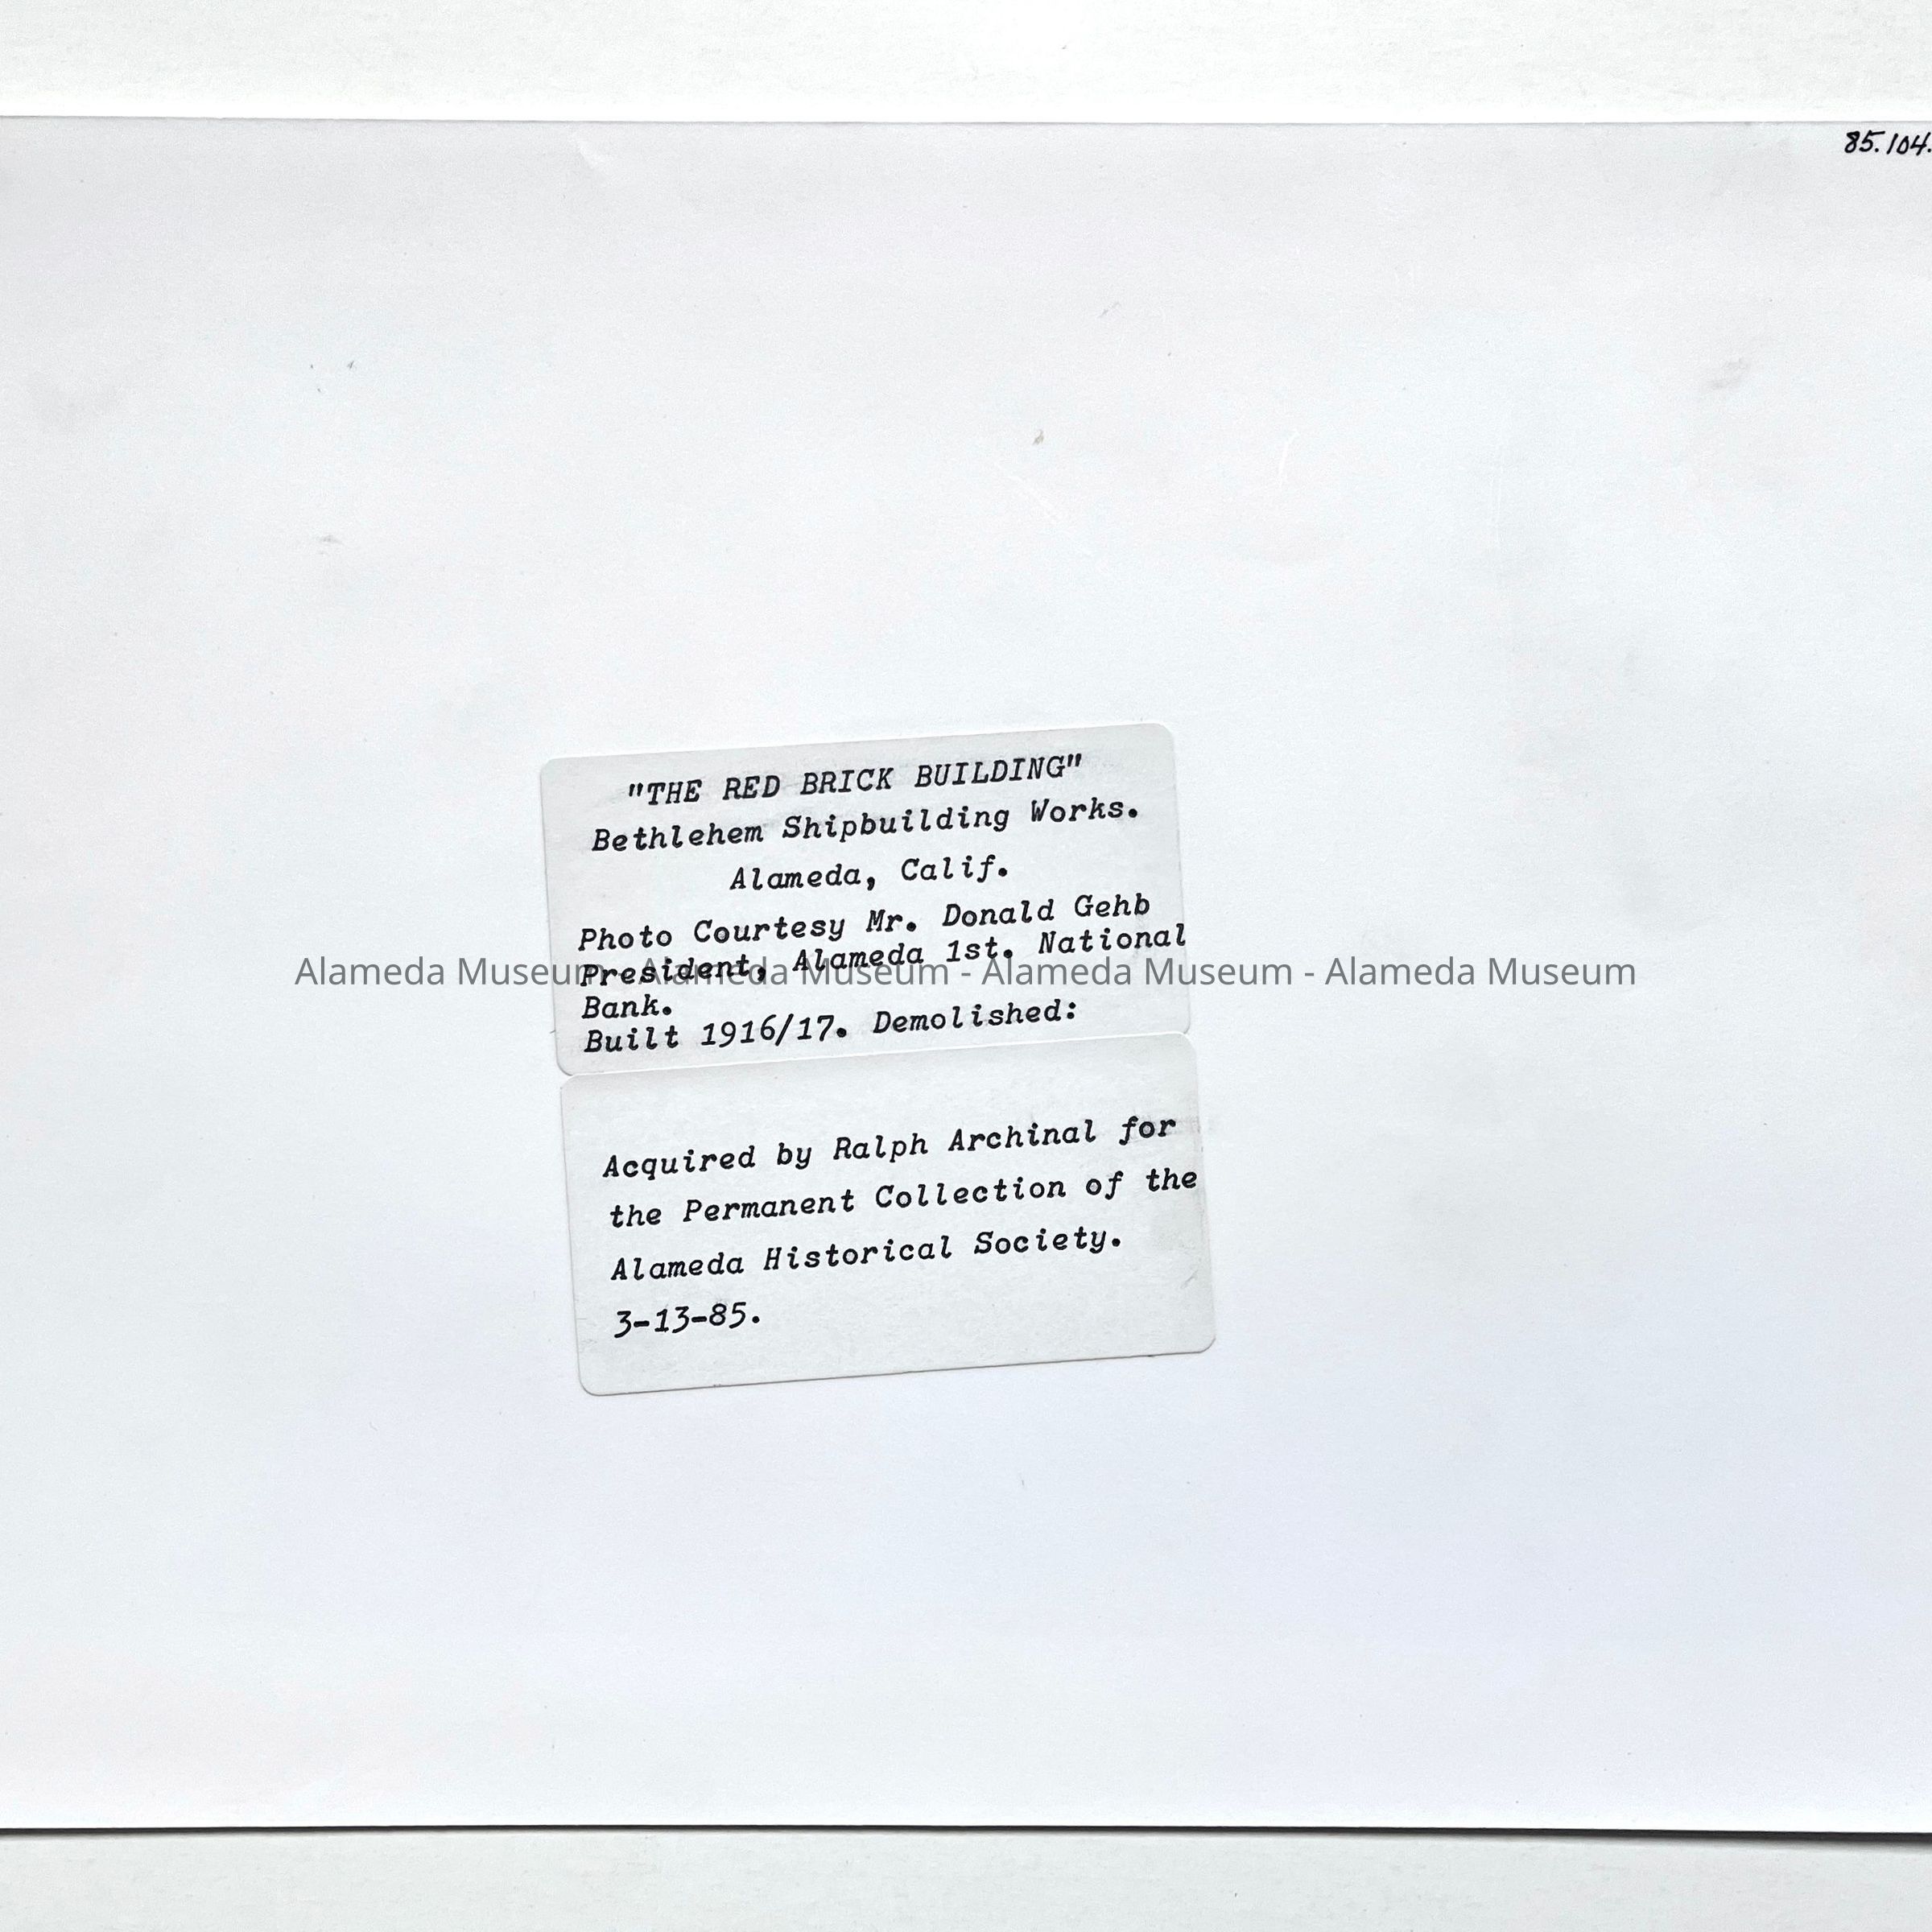 85.104.
"THE RED BRICK BUILDING"
Bethlehem Shipbuilding Works.
Alameda, Calif.
Photo Courtesy Mr. Donald Gehb
President, Alameda 1st. National
Bank.
Built 1916/17. Demolished:
Alameda Museum - Alameda Museum - Alameda Museum - Alameda Museum
Acquired by Ralph Archinal for
the Permanent Collection of the
Alameda Historical Society.
3-13-85.